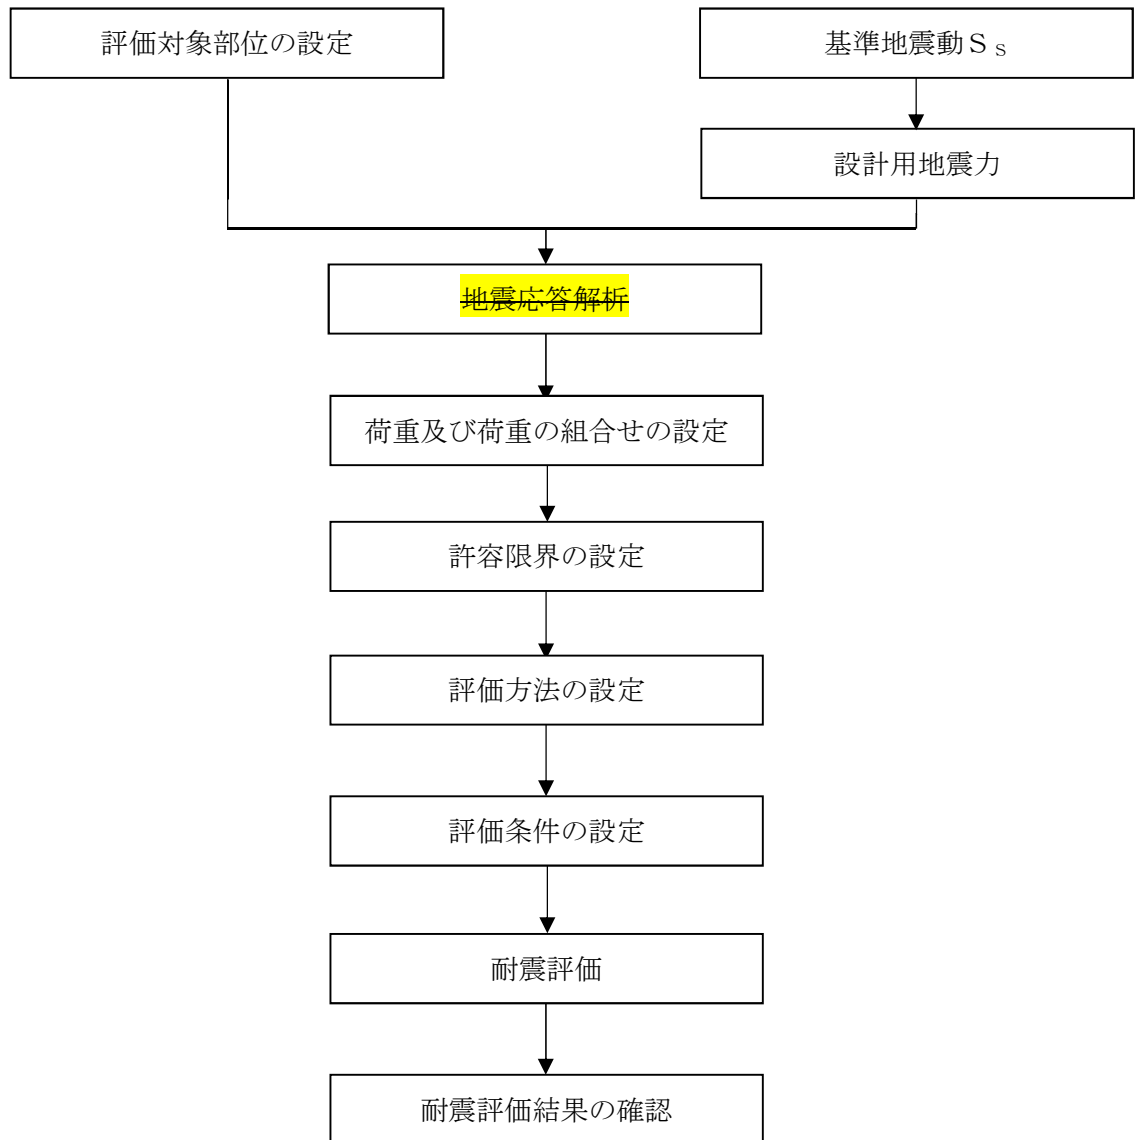 評価対象部位の設定
基準地震動Ｓｓ
設計用地震力
地震応答解析
荷重及び荷重の組合せの設定
許容限界の設定
評価方法の設定
評価条件の設定
耐震評価
耐震評価結果の確認